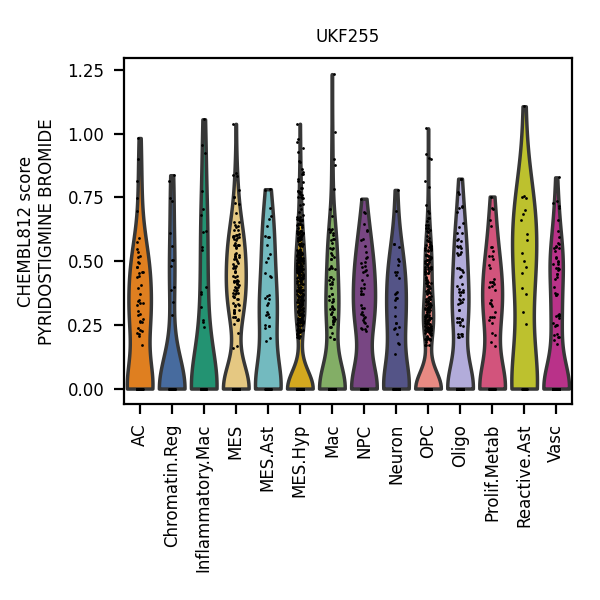 UKF255
CHEMBL812 score
PYRIDOSTIGMINE BROMIDE
1.25
1.00
0.75
0.50
0.25
0.00
AC
Chromatin.Reg
Inflammatory.Mac
MES
MES.Ast
MES.Hyp
Mac
NPC
Neuron
OPC
Oligo
Prolif.Metab
Reactive.Ast
Vasc